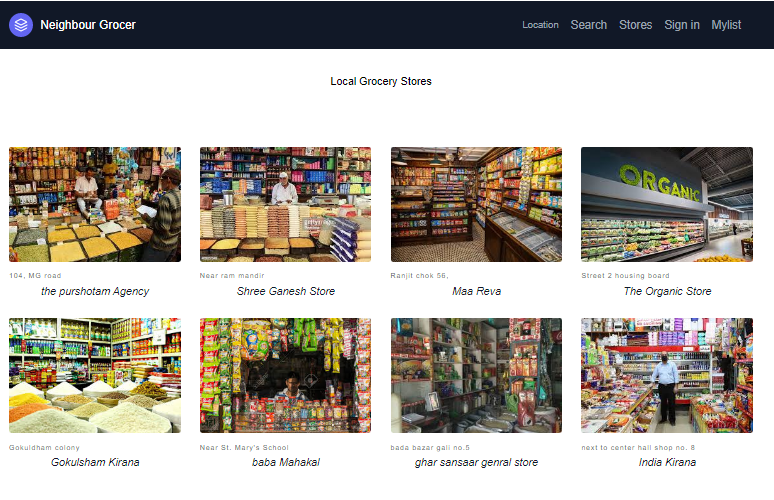 Neighbour Grocer
Location Search Stores Sign in Mylist
Local Grocery Stores
ORGANIC
104, MG road
the purshotam Agency
Near ram mandir
Shree Ganesh Store
Ranjit chok 56,
Maa Reva
Street 2 housing board
The Organic Store
Gokuldham colony
Gokulsham Kirana
Near St. Mary's School
baba Mahakal
bada bazar gali no.5
ghar sansaar genral store
next to center hall shop no. 8
India Kirana